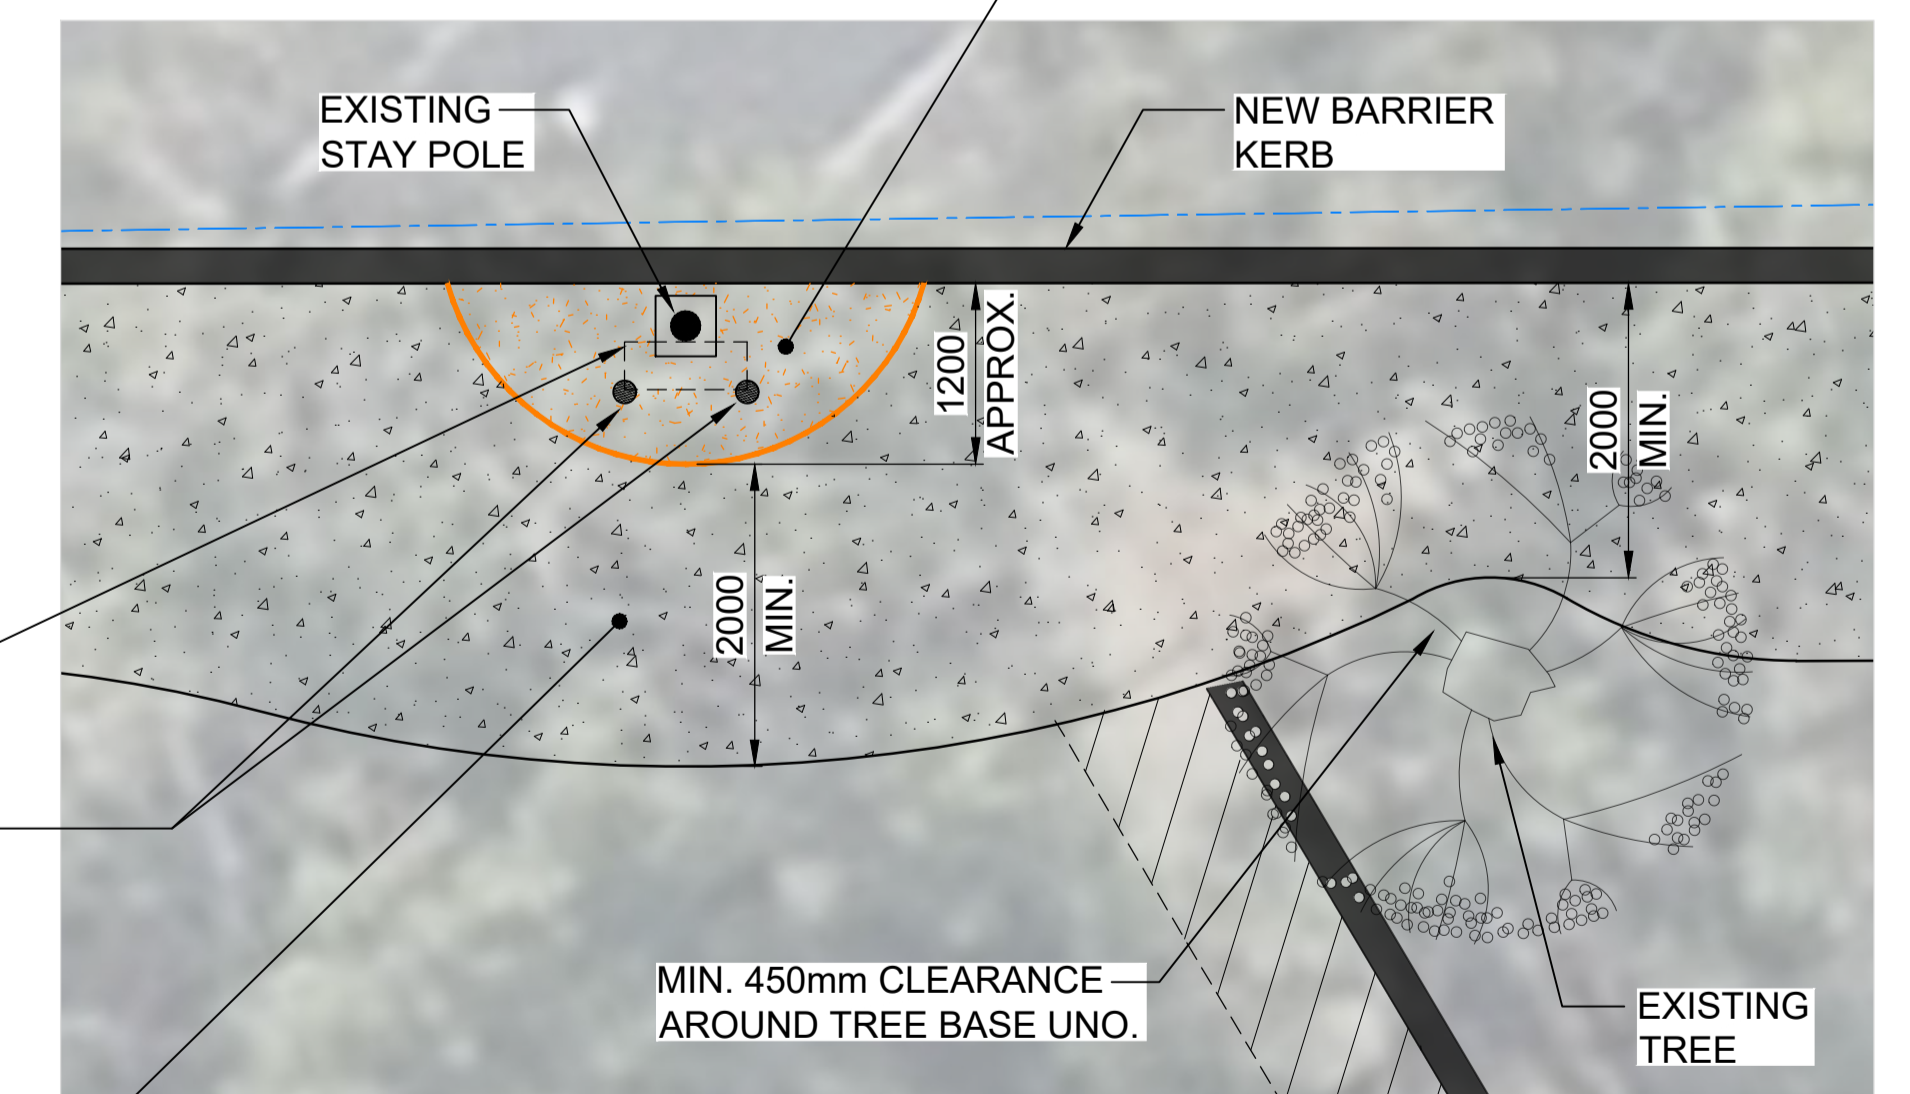 EXISTING
STAY POLE
NEW BARRIER
KERB
1200
APPROX.
2000
MIN.
2000
MIN.
MIN. 450mm CLEARANCE
AROUND TREE BASE UNO.
EXISTING
TREE